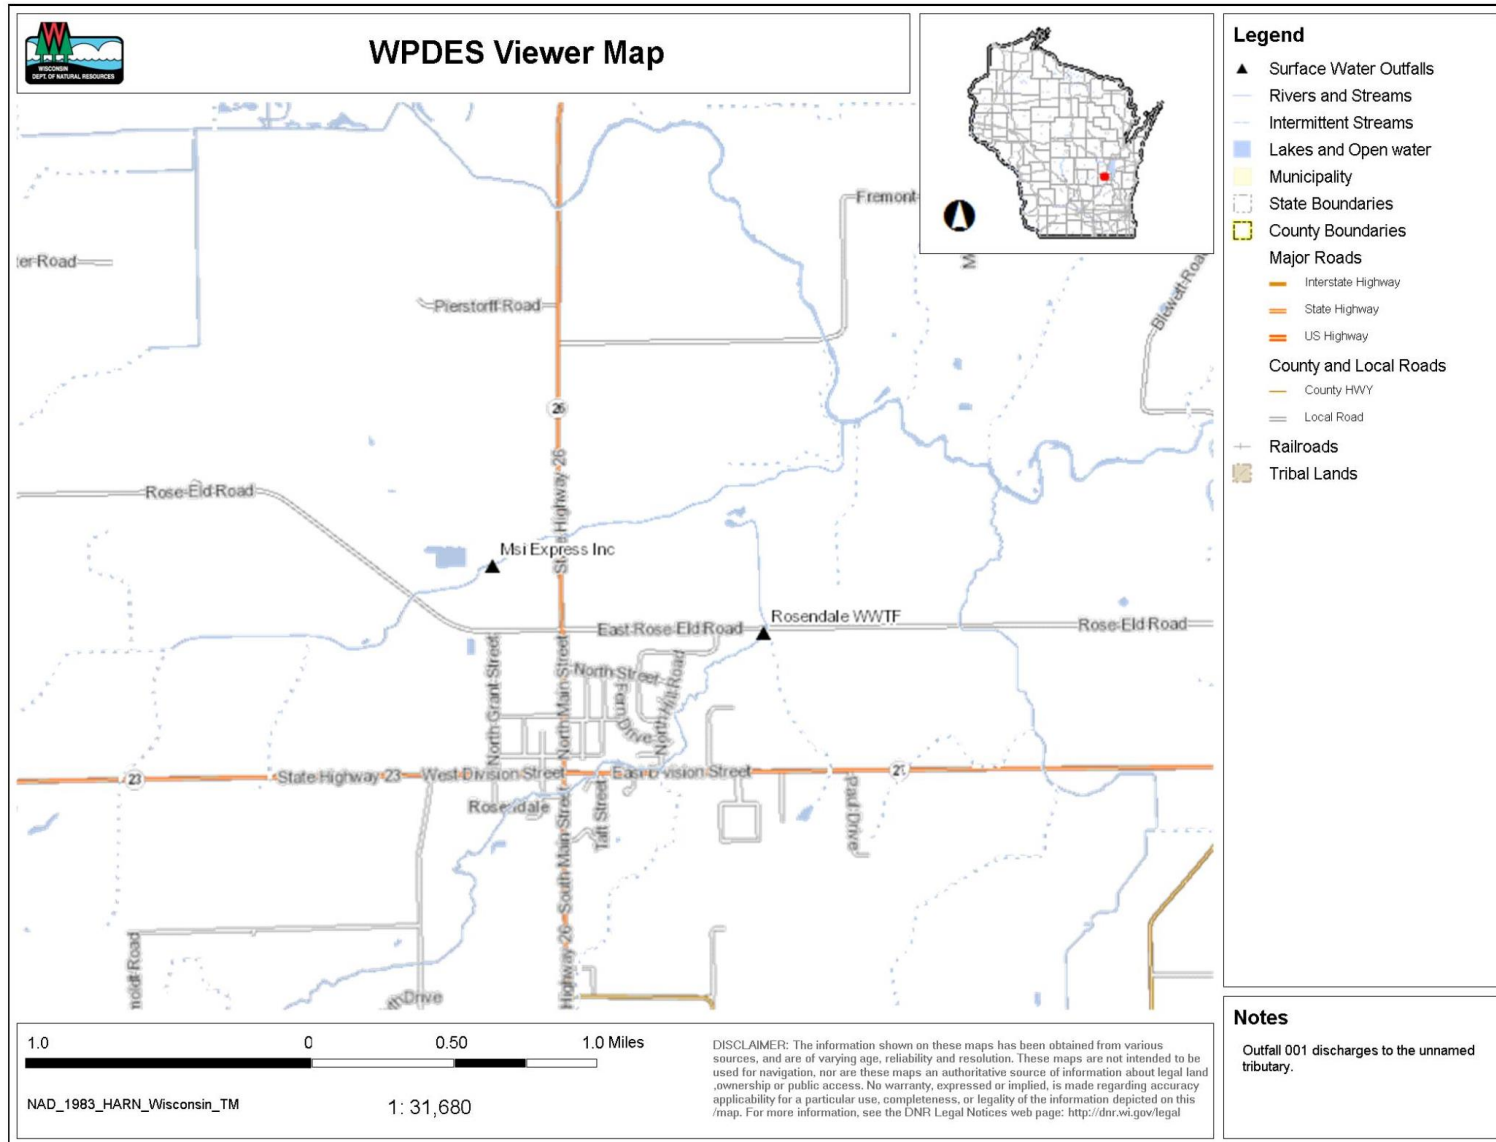 WISCONSIN
DEPT. OF NATURAL RESOURCES
WPDES Viewer Map
Fremont
er Road
Pierstorff Road
26
State Highway 26
Rose Eld Road
Msi Express Inc
East Rose Eld Road
Rosendale WWTF
Rose Eld Road
North Street
North Grant Street
North Main Street
Fern Drive
North Hill Road
23
State Highway 23
West Division Street
East Division Street
Rosendale
Taft Street
South Main Street
Highway 26
Paul Drive
noldt Road
Drive
Blewett Road
Legend
Surface Water Outfalls
Rivers and Streams
Intermittent Streams
Lakes and Open water
Municipality
State Boundaries
County Boundaries
Major Roads
Interstate Highway
State Highway
US Highway
County and Local Roads
County HWY
Local Road
Railroads
Tribal Lands
1.0 0 0.50 1.0 Miles
NAD_1983_HARN_Wisconsin_TM
1: 31,680
DISCLAIMER: The information shown on these maps has been obtained from various
sources, and are of varying age, reliability and resolution. These maps are not intended to be
used for navigation, nor are these maps an authoritative source of information about legal land
,ownership or public access. No warranty, expressed or implied, is made regarding accuracy
applicability for a particular use, completeness, or legality of the information depicted on this
/map. For more information, see the DNR Legal Notices web page: http://dnr.wi.gov/legal
Notes
Outfall 001 discharges to the unnamed
tributary.